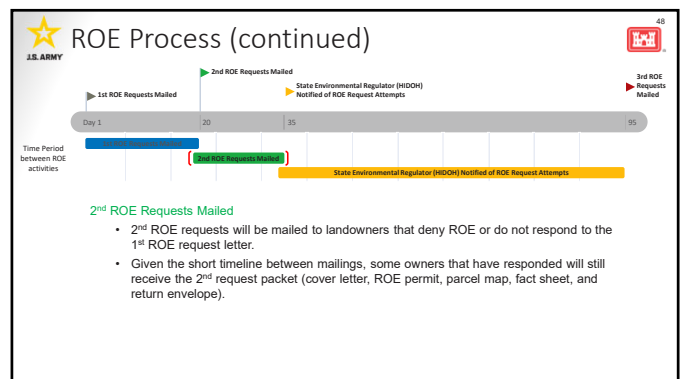 48
ROE Process (continued)
U.S. ARMY
2nd ROE Requests Mailed
3rd ROE
Requests
Mailed
State Environmental Regulator (HIDOH)
Notified of ROE Request Attempts
1st ROE Requests Mailed
Day 1
20
35
95
Time Period
between ROE
activities
2nd ROE Requests Mailed
State Environmental Regulator (HIDOH) Notified of ROE Request Attempts
2nd ROE Requests Mailed
• 2nd ROE requests will be mailed to landowners that deny ROE or do not respond to the
1st ROE request letter.
• Given the short timeline between mailings, some owners that have responded will still
receive the 2nd request packet (cover letter, ROE permit, parcel map, fact sheet, and
return envelope).